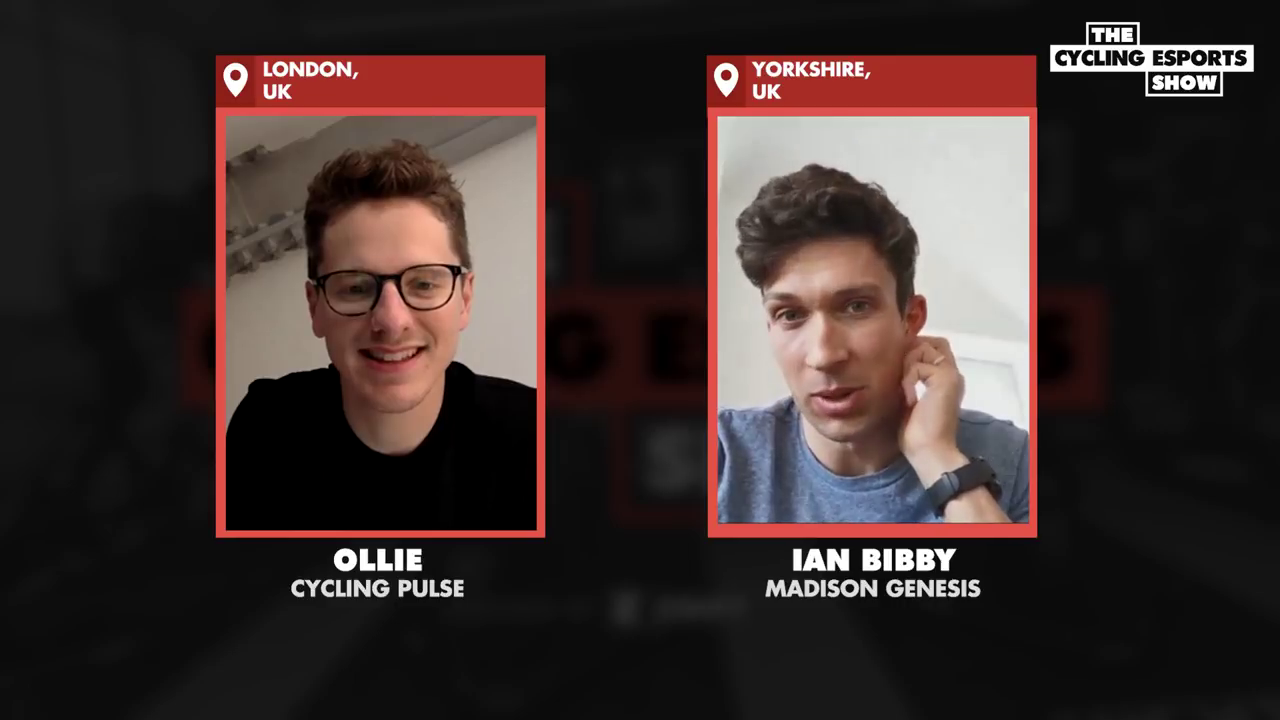 THE
CYCLING ESPORTS
SHOW
LONDON,
UK
YORKSHIRE,
UK
OLLIE
CYCLING PULSE
IAN BIBBY
MADISON GENESIS